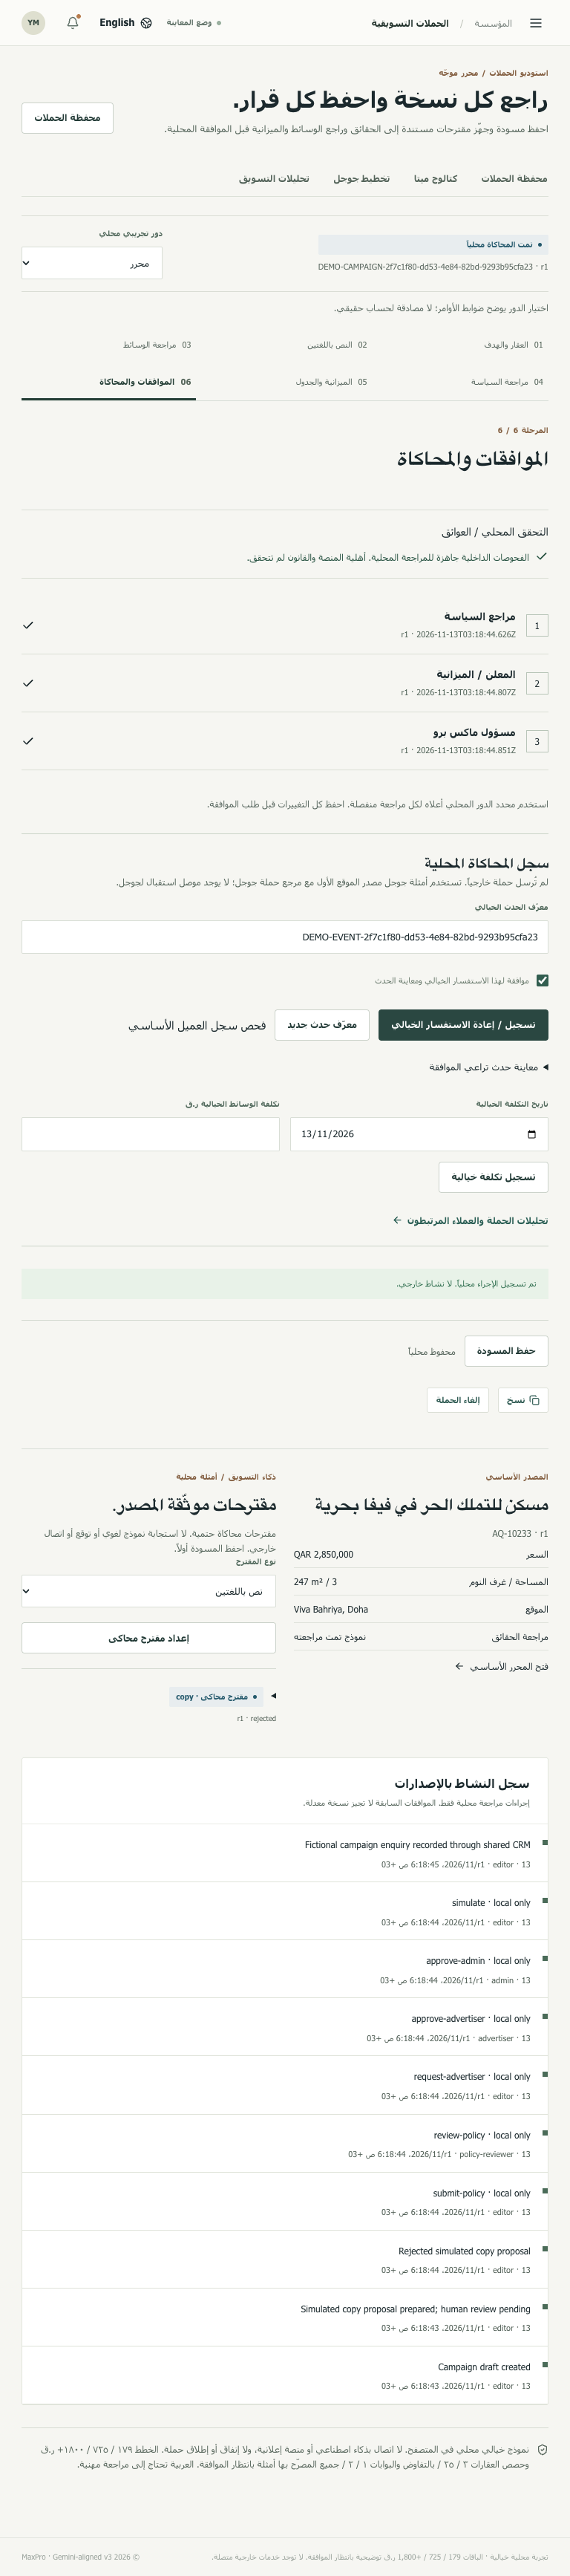 المؤسسة / الحملات التسويقية
وضع المعاينة
English
YM
استوديو الحملات / محرر موجّه
راجع كل نسخة واحفظ كل قرار.
احفظ مسودة وجهّز مقترحات مستندة إلى الحقائق وراجع الوسائط والميزانية قبل الموافقة المحلية.
محفظة الحملات
محفظة الحملات
كتالوج ميتا
تخطيط جوجل
تحليلات التسويق
تمت المحاكاة محلياً
DEMO-CAMPAIGN-2f7c1f80-dd53-4e84-82bd-9293b95cfa23 · r1
دور تجريبي محلي
محرر
اختيار الدور يوضح ضوابط الأوامر؛ لا مصادقة لحساب حقيقي.
01 العقار والهدف
02 النص باللغتين
03 مراجعة الوسائط
04 مراجعة السياسة
05 الميزانية والجدول
06 الموافقات والمحاكاة
المرحلة 6 / 6
الموافقات والمحاكاة
التحقق المحلي / العوائق
الفحوصات الداخلية جاهزة للمراجعة المحلية. أهلية المنصة والقانون لم تتحقق.
1
مراجع السياسة
r1 · 2026-11-13T03:18:44.626Z
2
المعلن / الميزانية
r1 · 2026-11-13T03:18:44.807Z
3
مسؤول ماكس برو
r1 · 2026-11-13T03:18:44.851Z
استخدم محدد الدور المحلي أعلاه لكل مراجعة منفصلة. احفظ كل التغييرات قبل طلب الموافقة.
سجل المحاكاة المحلية
لم تُرسل حملة خارجياً. تستخدم أمثلة جوجل مصدر الموقع الأول مع مرجع حملة جوجل؛ لا يوجد موصل استقبال لجوجل.
معرّف الحدث الخيالي
DEMO-EVENT-2f7c1f80-dd53-4e84-82bd-9293b95cfa23
موافقة لهذا الاستفسار الخيالي ومعاينة الحدث
تسجيل / إعادة الاستفسار الخيالي
معرّف حدث جديد
فحص سجل العميل الأساسي
معاينة حدث تراعي الموافقة
تاريخ التكلفة الخيالية
13/11/2026
تكلفة الوسائط الخيالية ر.ق
تسجيل تكلفة خيالية
تحليلات الحملة والعملاء المرتبطون
تم تسجيل الإجراء محلياً. لا نشاط خارجي.
حفظ المسودة
محفوظ محلياً
نسخ
إلغاء الحملة
المصدر الأساسي
مسكن للتملك الحر في فيفا بحرية
AQ-10233 · r1
السعر QAR 2,850,000
المساحة / غرف النوم 247 m² / 3
الموقع Viva Bahriya, Doha
مراجعة الحقائق نموذج تمت مراجعته
فتح المحرر الأساسي
ذكاء التسويق / أمثلة محلية
مقترحات موثّقة المصدر.
مقترحات محاكاة حتمية. لا استجابة نموذج لغوي أو توقع أو اتصال
خارجي. احفظ المسودة أولاً.
نوع المقترح
نص باللغتين
إعداد مقترح محاكى
مقترح محاكى · copy
r1 · rejected
سجل النشاط بالإصدارات
إجراءات مراجعة محلية فقط. الموافقات السابقة لا تجيز نسخة معدلة.
Fictional campaign enquiry recorded through shared CRM
13 · editor · r1/11/2026، 6:18:45 ص +03
simulate · local only
13 · editor · r1/11/2026، 6:18:44 ص +03
approve-admin · local only
13 · admin · r1/11/2026، 6:18:44 ص +03
approve-advertiser · local only
13 · advertiser · r1/11/2026، 6:18:44 ص +03
request-advertiser · local only
13 · editor · r1/11/2026، 6:18:44 ص +03
review-policy · local only
13 · policy-reviewer · r1/11/2026، 6:18:44 ص +03
submit-policy · local only
13 · editor · r1/11/2026، 6:18:44 ص +03
Rejected simulated copy proposal
13 · editor · r1/11/2026، 6:18:44 ص +03
Simulated copy proposal prepared; human review pending
13 · editor · r1/11/2026، 6:18:43 ص +03
Campaign draft created
13 · editor · r1/11/2026، 6:18:43 ص +03
نموذج خيالي محلي في المتصفح. لا اتصال بذكاء اصطناعي أو منصة إعلانية، ولا إنفاق أو إطلاق حملة. الخطط ١٧٩ / ٧٢٥ / ١٨٠٠+ ر.ق
وحصص العقارات ٣ / ٢٥ / بالتفاوض والبوابات ١ / ٢ / جميع المصرّح بها أمثلة بانتظار الموافقة. العربية تحتاج إلى مراجعة مهنية.
تجربة محلية خيالية · الباقات 179 / 725 / +1,800 ر.ق توضيحية بانتظار الموافقة. لا توجد خدمات خارجية متصلة.
© 2026 MaxPro · Gemini-aligned v3